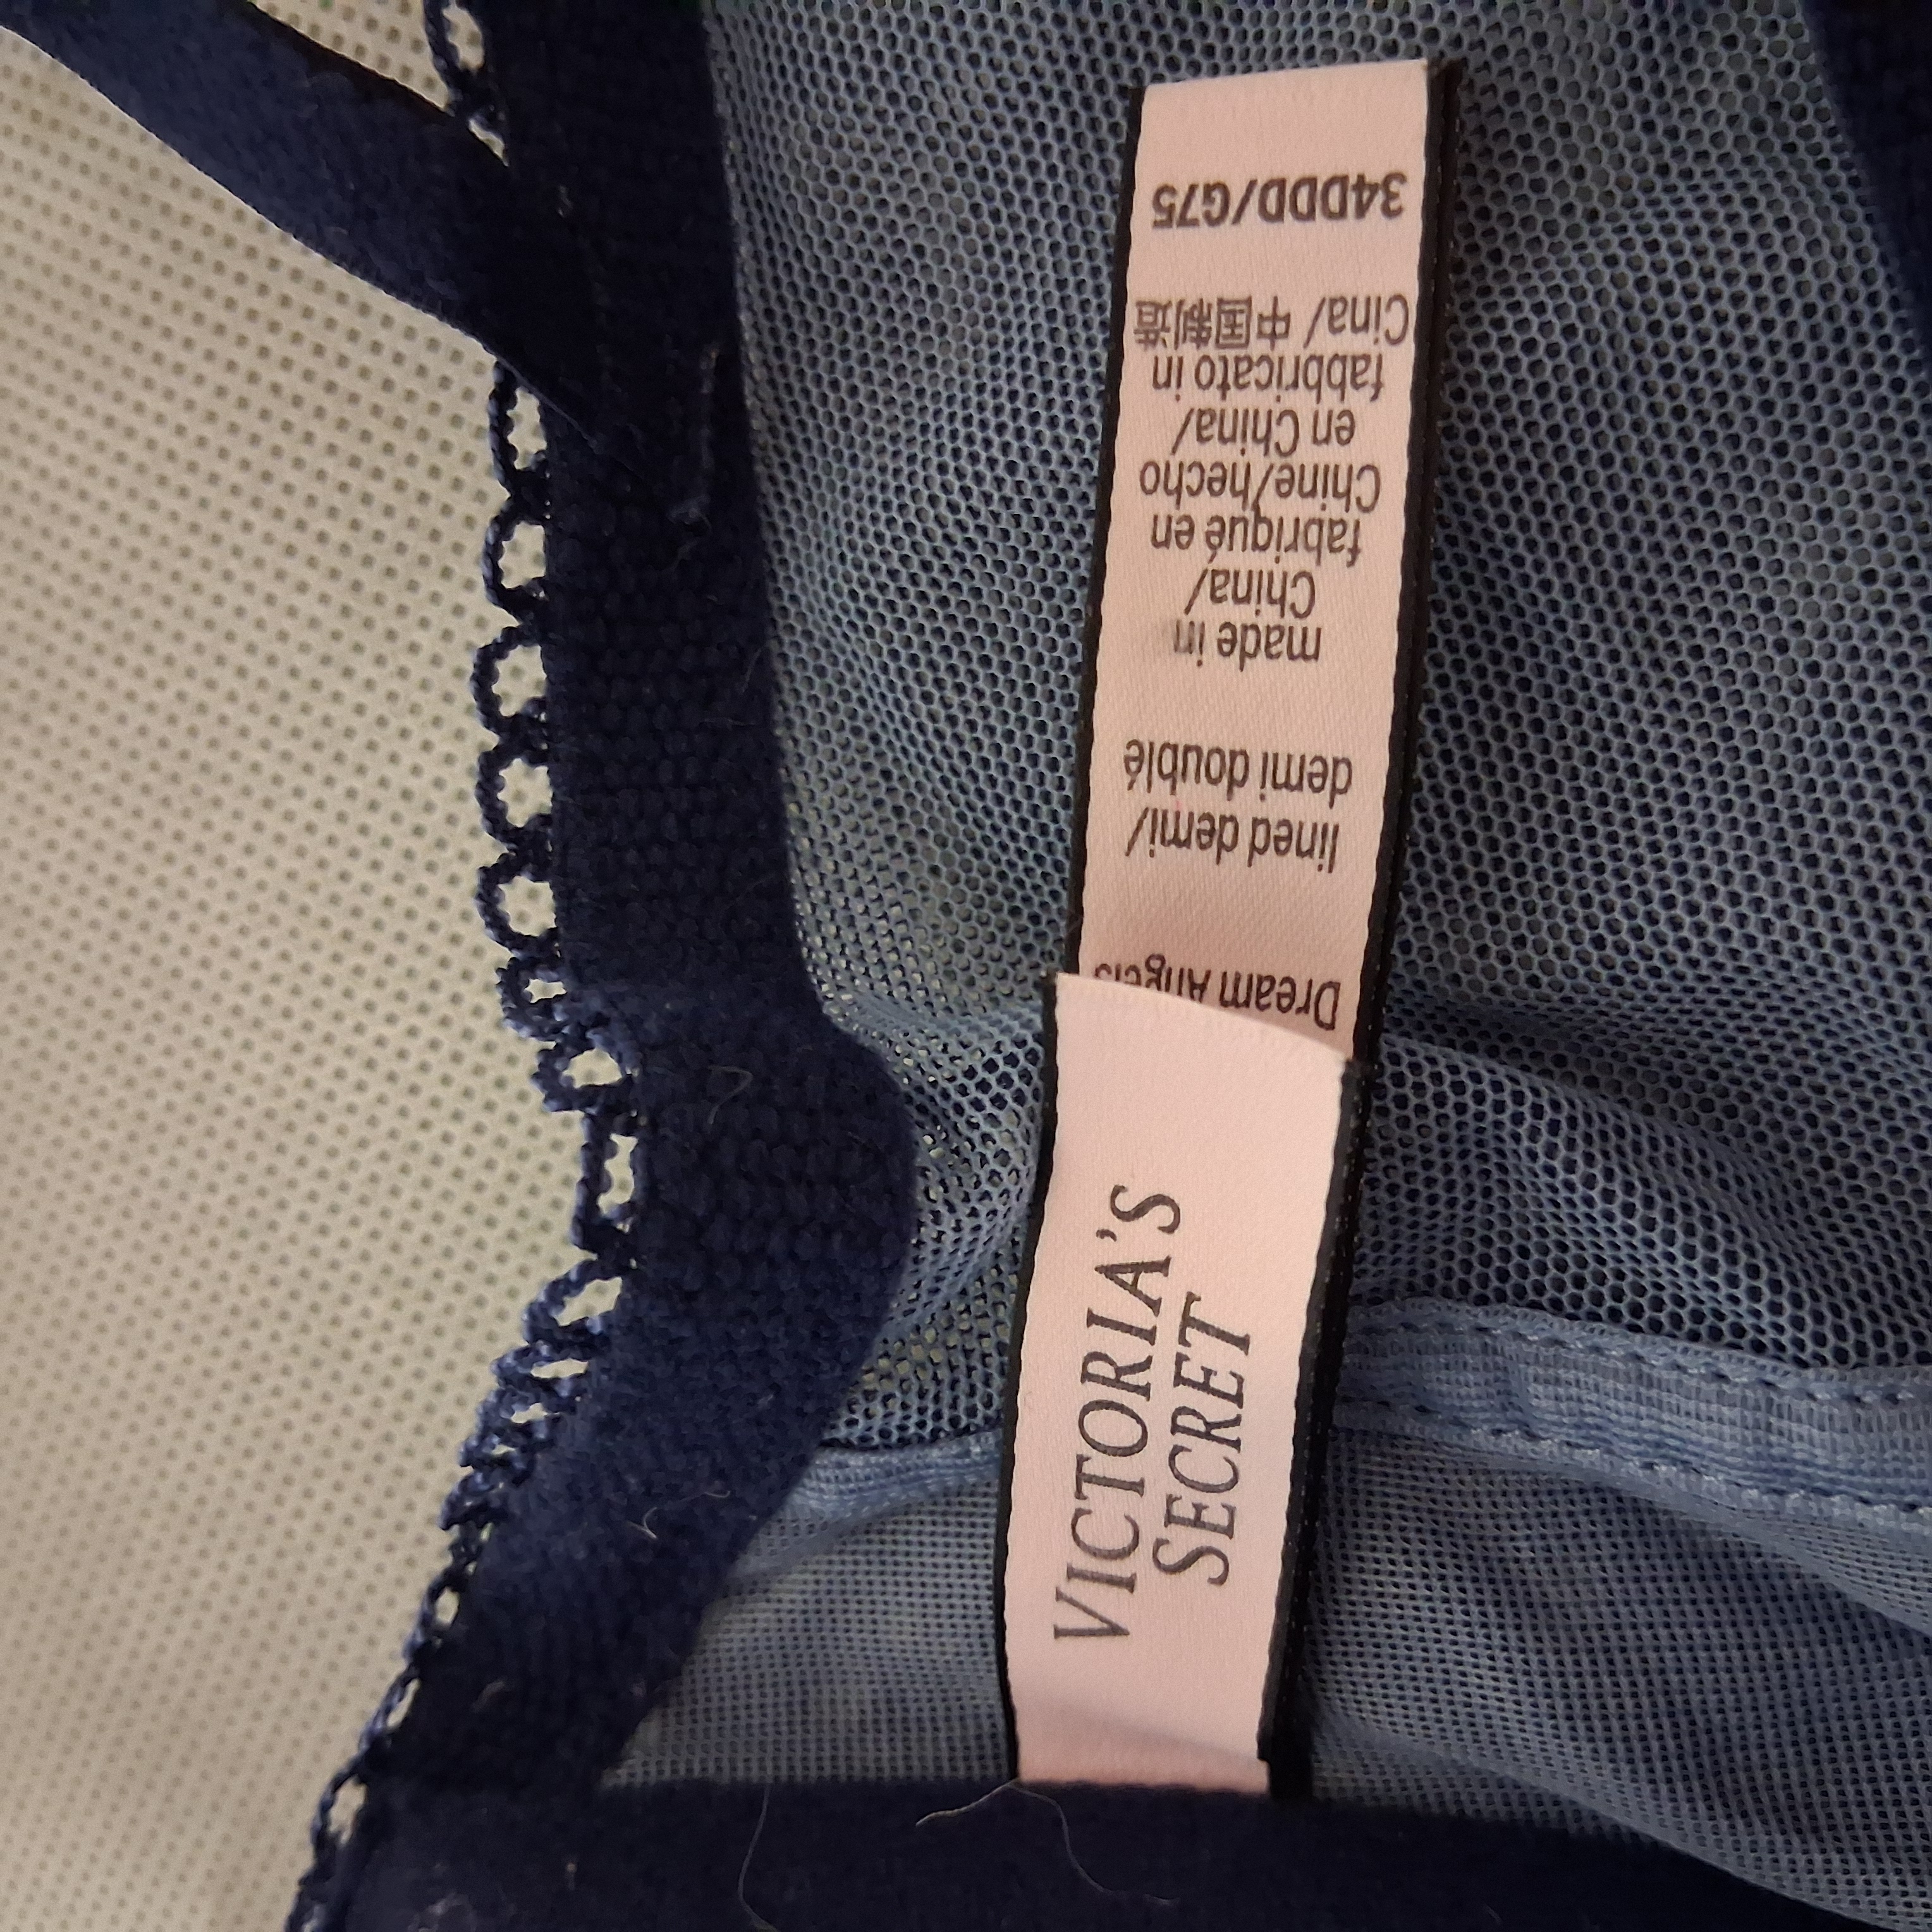 VICTORIA'S
SECRET
Dream Angels
lined demi/
demi doublé
made in
China/
fabriqué en
Chine/hecho
en China/
fabbricato in
Cina/ 中国制造
34DDD/G75